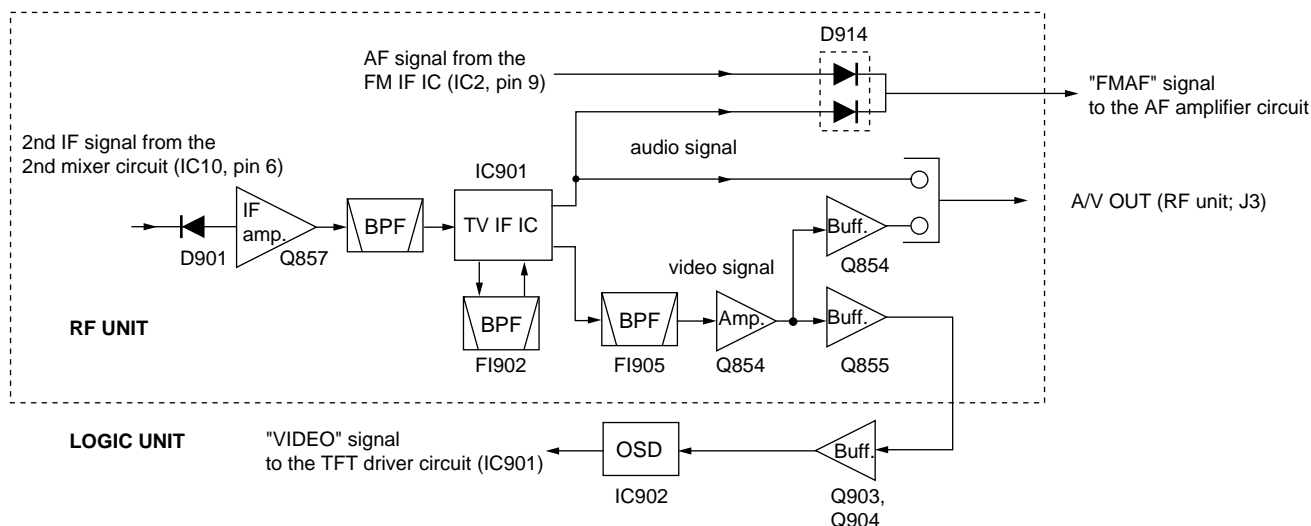 D914
AF signal from the
FM IF IC (IC2, pin 9)
"FMAF" signal
to the AF amplifier circuit
2nd IF signal from the
2nd mixer circuit (IC10, pin 6)
audio signal
IC901
A/V OUT (RF unit; J3)
IF
amp.
BPF
TV IF IC
Buff.
D901
Q857
video signal
Q854
RF UNIT
BPF
BPF
Amp.
Buff.
FI902
FI905
Q854
Q855
LOGIC UNIT
"VIDEO" signal
to the TFT driver circuit (IC901)
OSD
Buff.
IC902
Q903,
Q904